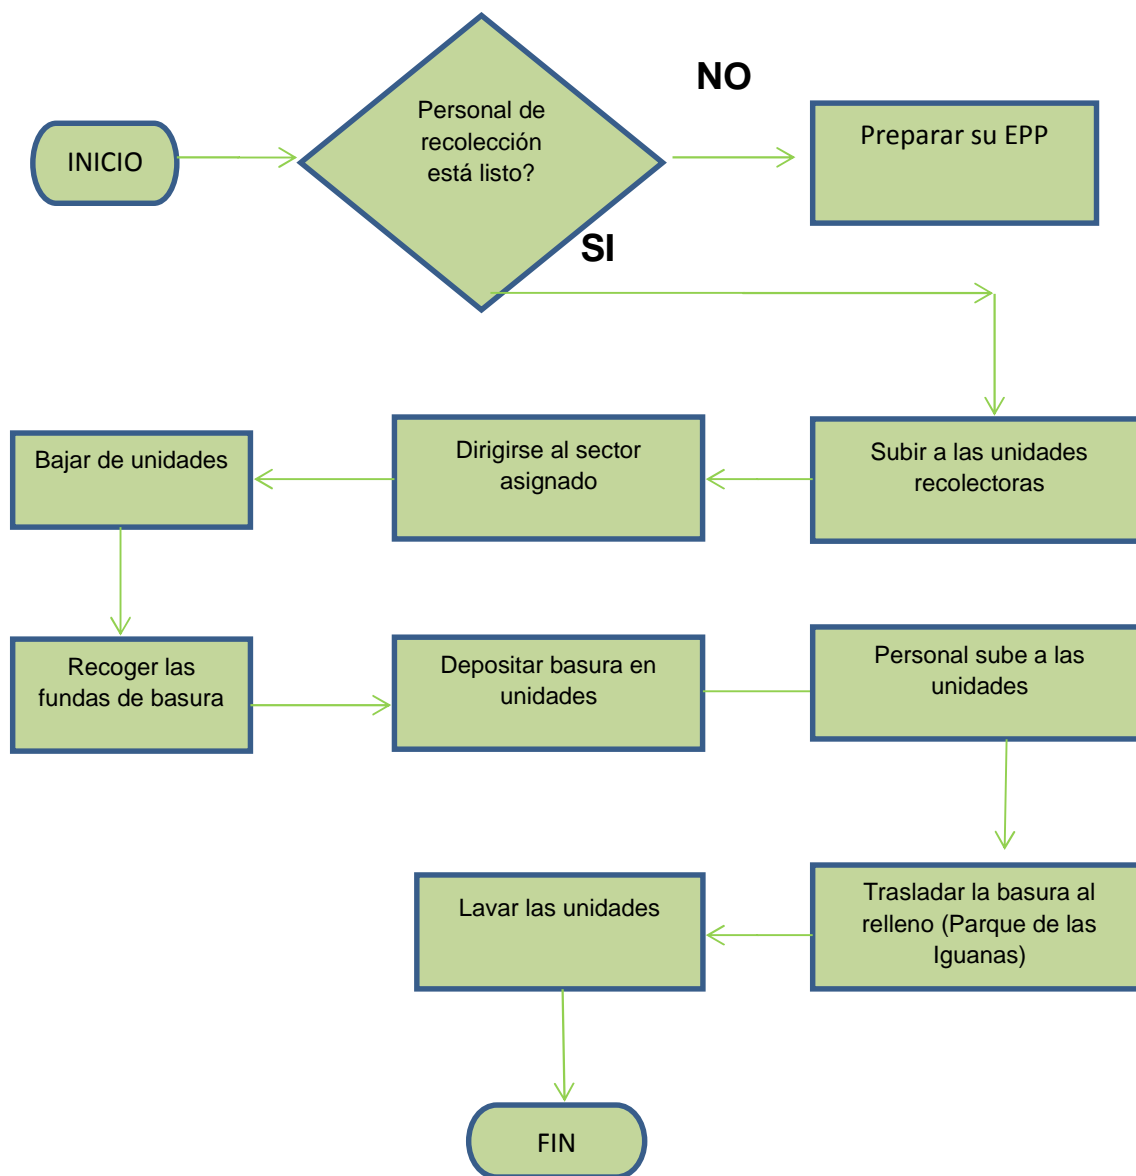 INICIO
Personal de
recolección
está listo?
NO
Preparar su EPP
SI
Subir a las unidades
recolectoras
Dirigirse al sector
asignado
Bajar de unidades
Recoger las
fundas de basura
Depositar basura en
unidades
Personal sube a las
unidades
Trasladar la basura al
relleno (Parque de las
Iguanas)
Lavar las unidades
FIN